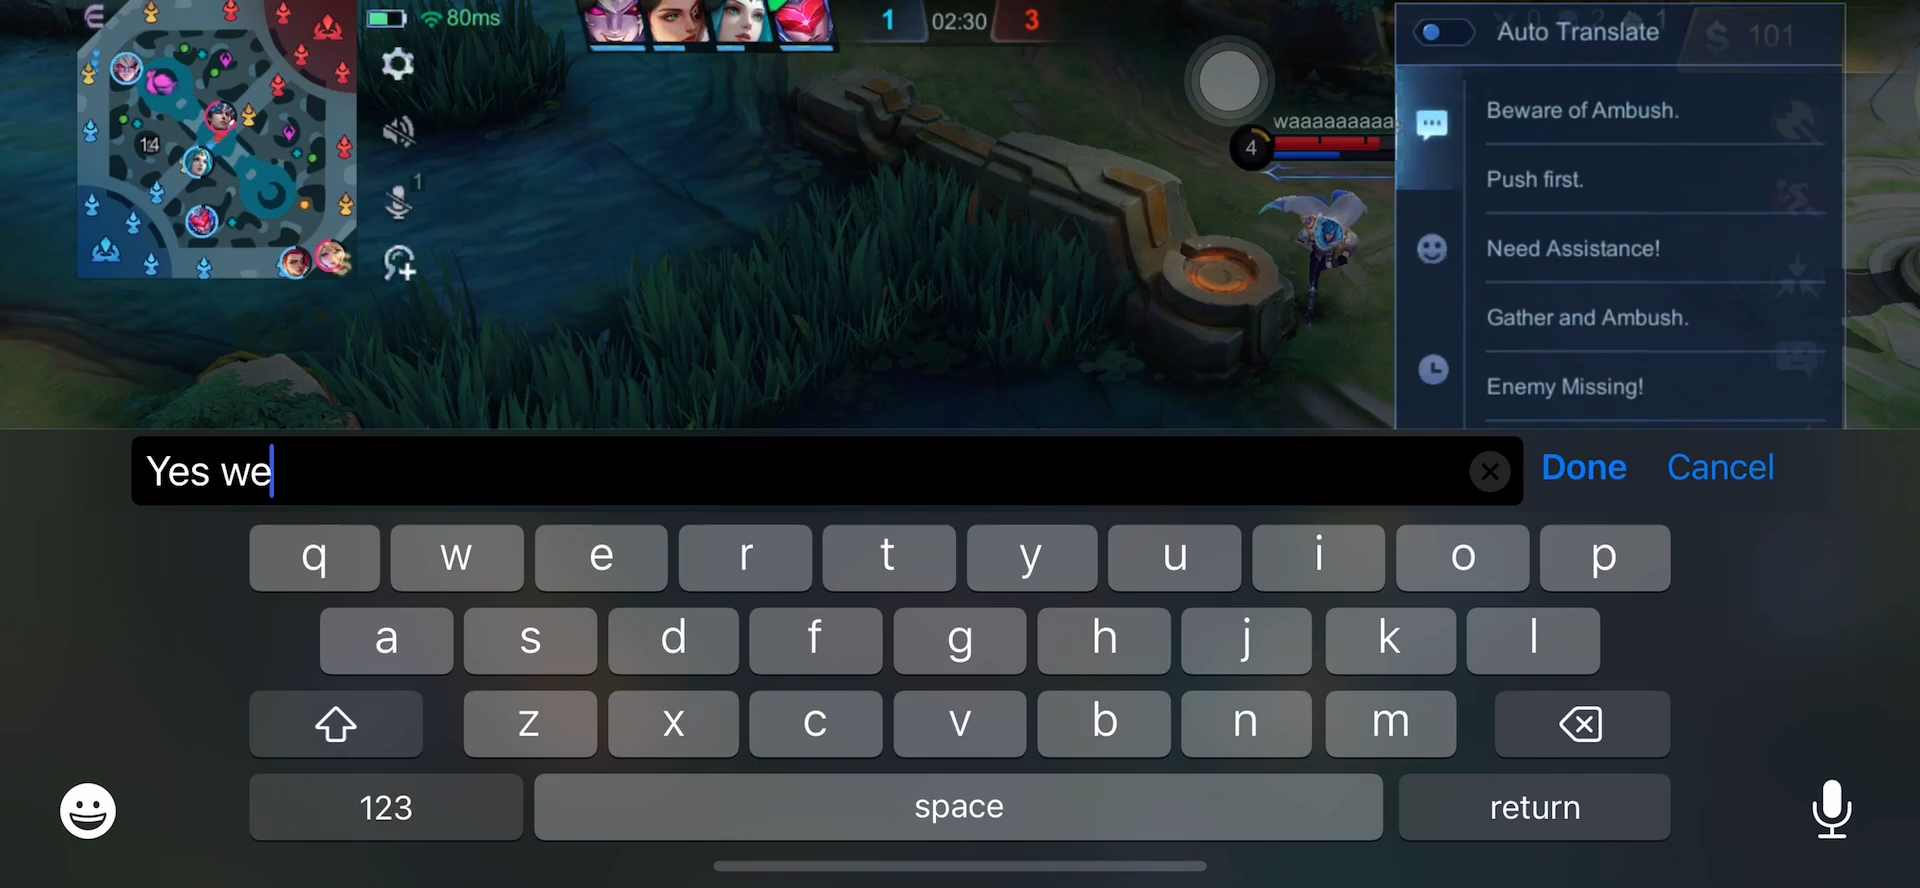 80ms
1 02:30 3
Auto Translate
101
14
1
waaaaaaaaa
4
Beware of Ambush.
Push first.
Need Assistance!
Gather and Ambush.
Enemy Missing!
Yes we
Done Cancel
q w e r t y u i o p
a s d f g h j k l
z x c v b n m
123 space return